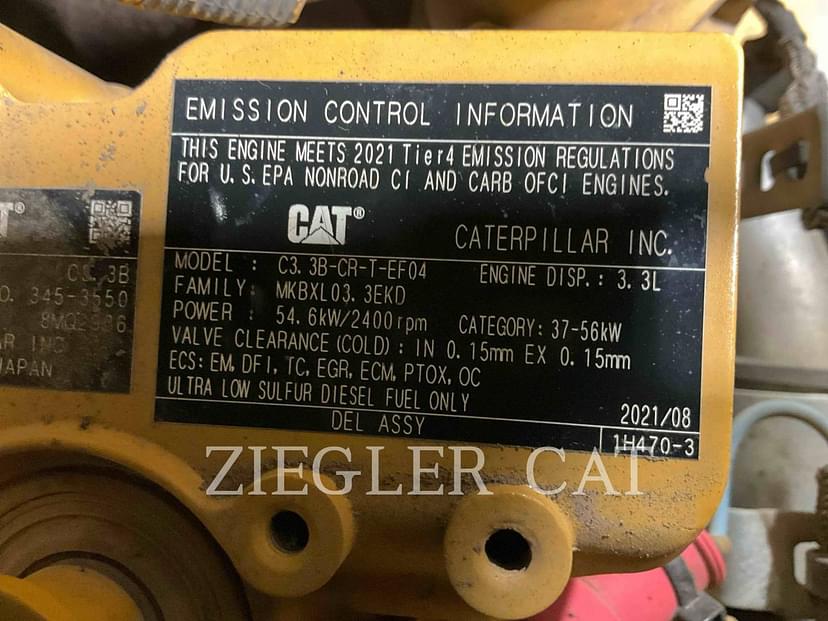 EMISSION CONTROL INFORMATION
THIS ENGINE MEETS 2021 Tier4 EMISSION REGULATIONS
FOR U.S.EPA NONROAD CI AND CARB OFCI ENGINES.
CAT® CATERPILLAR INC.
MODEL : C3.3B-CR-T-EF04 ENGINE DISP.: 3.3L
FAMILY: MKBXL03.3EKD
POWER : 54.6kW/2400rpm CATEGORY: 37-56kW
VALVE CLEARANCE(COLD): IN 0.15mm EX 0.15mm
ECS: EM, DFI, TC, EGR, ECM, PTOX, OC
ULTRA LOW SULFUR DIESEL FUEL ONLY
2021/08
DEL ASSY
1H470-3
T®
C3.3B
O. 345-3550
AR INC
JAPAN
ZIEGLER CAT